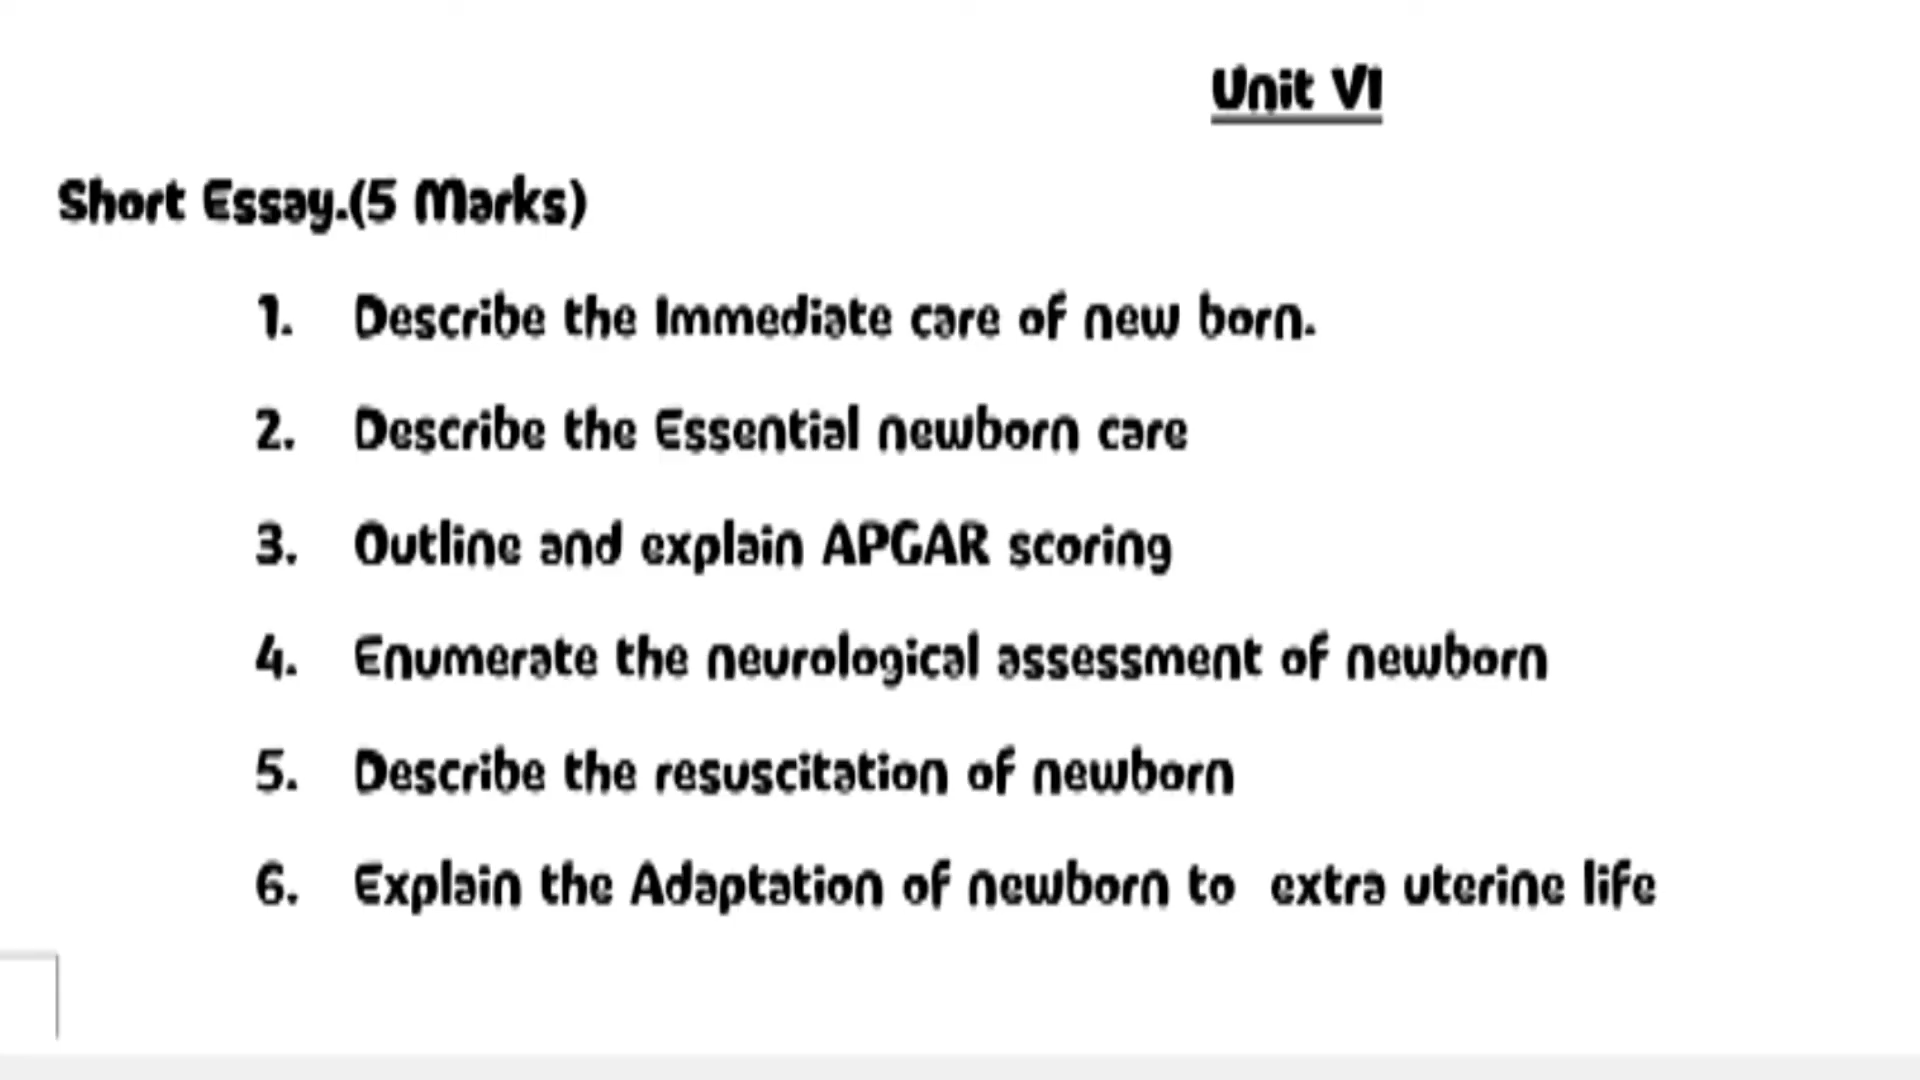 Unit VI
Short Essay.(5 Marks)
1. Describe the Immediate care of new born.
2. Describe the Essential newborn care
3. Outline and explain APGAR scoring
4. Enumerate the neurological assessment of newborn
5. Describe the resuscitation of newborn
6. Explain the Adaptation of newborn to extra uterine life